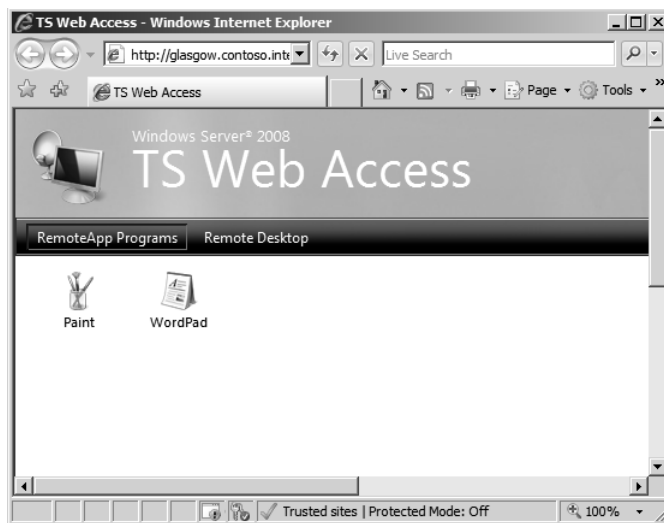 TS Web Access - Windows Internet Explorer
http://glasgow.contoso.inte
Live Search
TS Web Access
Page
Tools
Windows Server® 2008
TS Web Access
RemoteApp Programs Remote Desktop
Paint WordPad
Trusted sites | Protected Mode: Off 100%